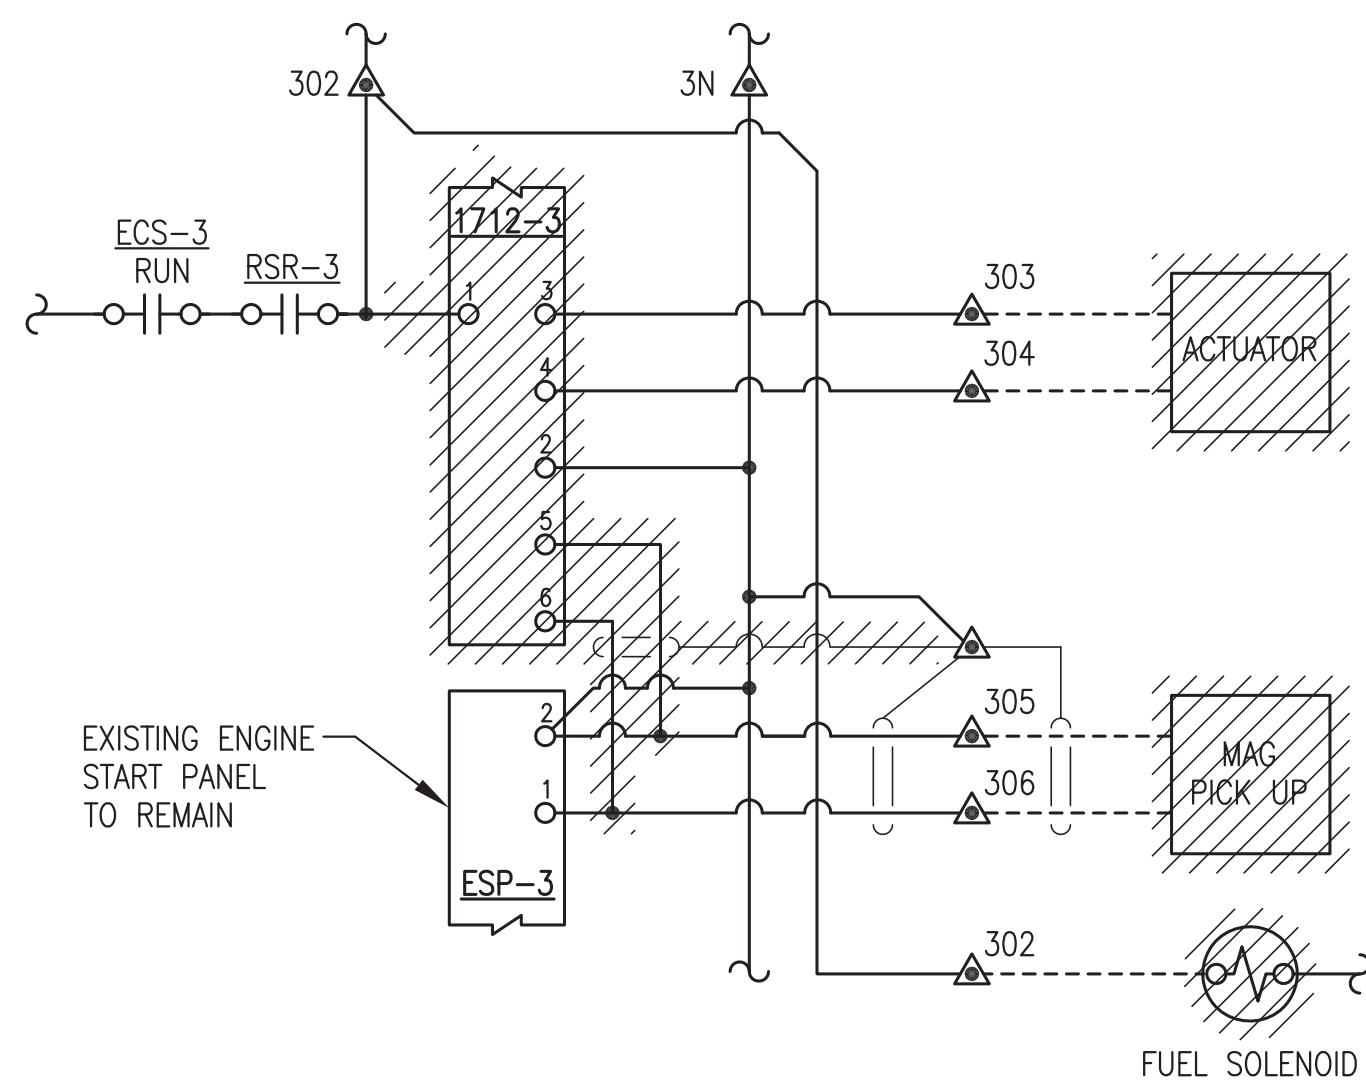 302
3N
1712-3
ECS-3
RUN
RSR-3
1
3
303
4
304
ACTUATOR
2
5
6
2
305
EXISTING ENGINE
START PANEL
TO REMAIN
MAG
PICK UP
1
306
ESP-3
302
FUEL SOLENOID